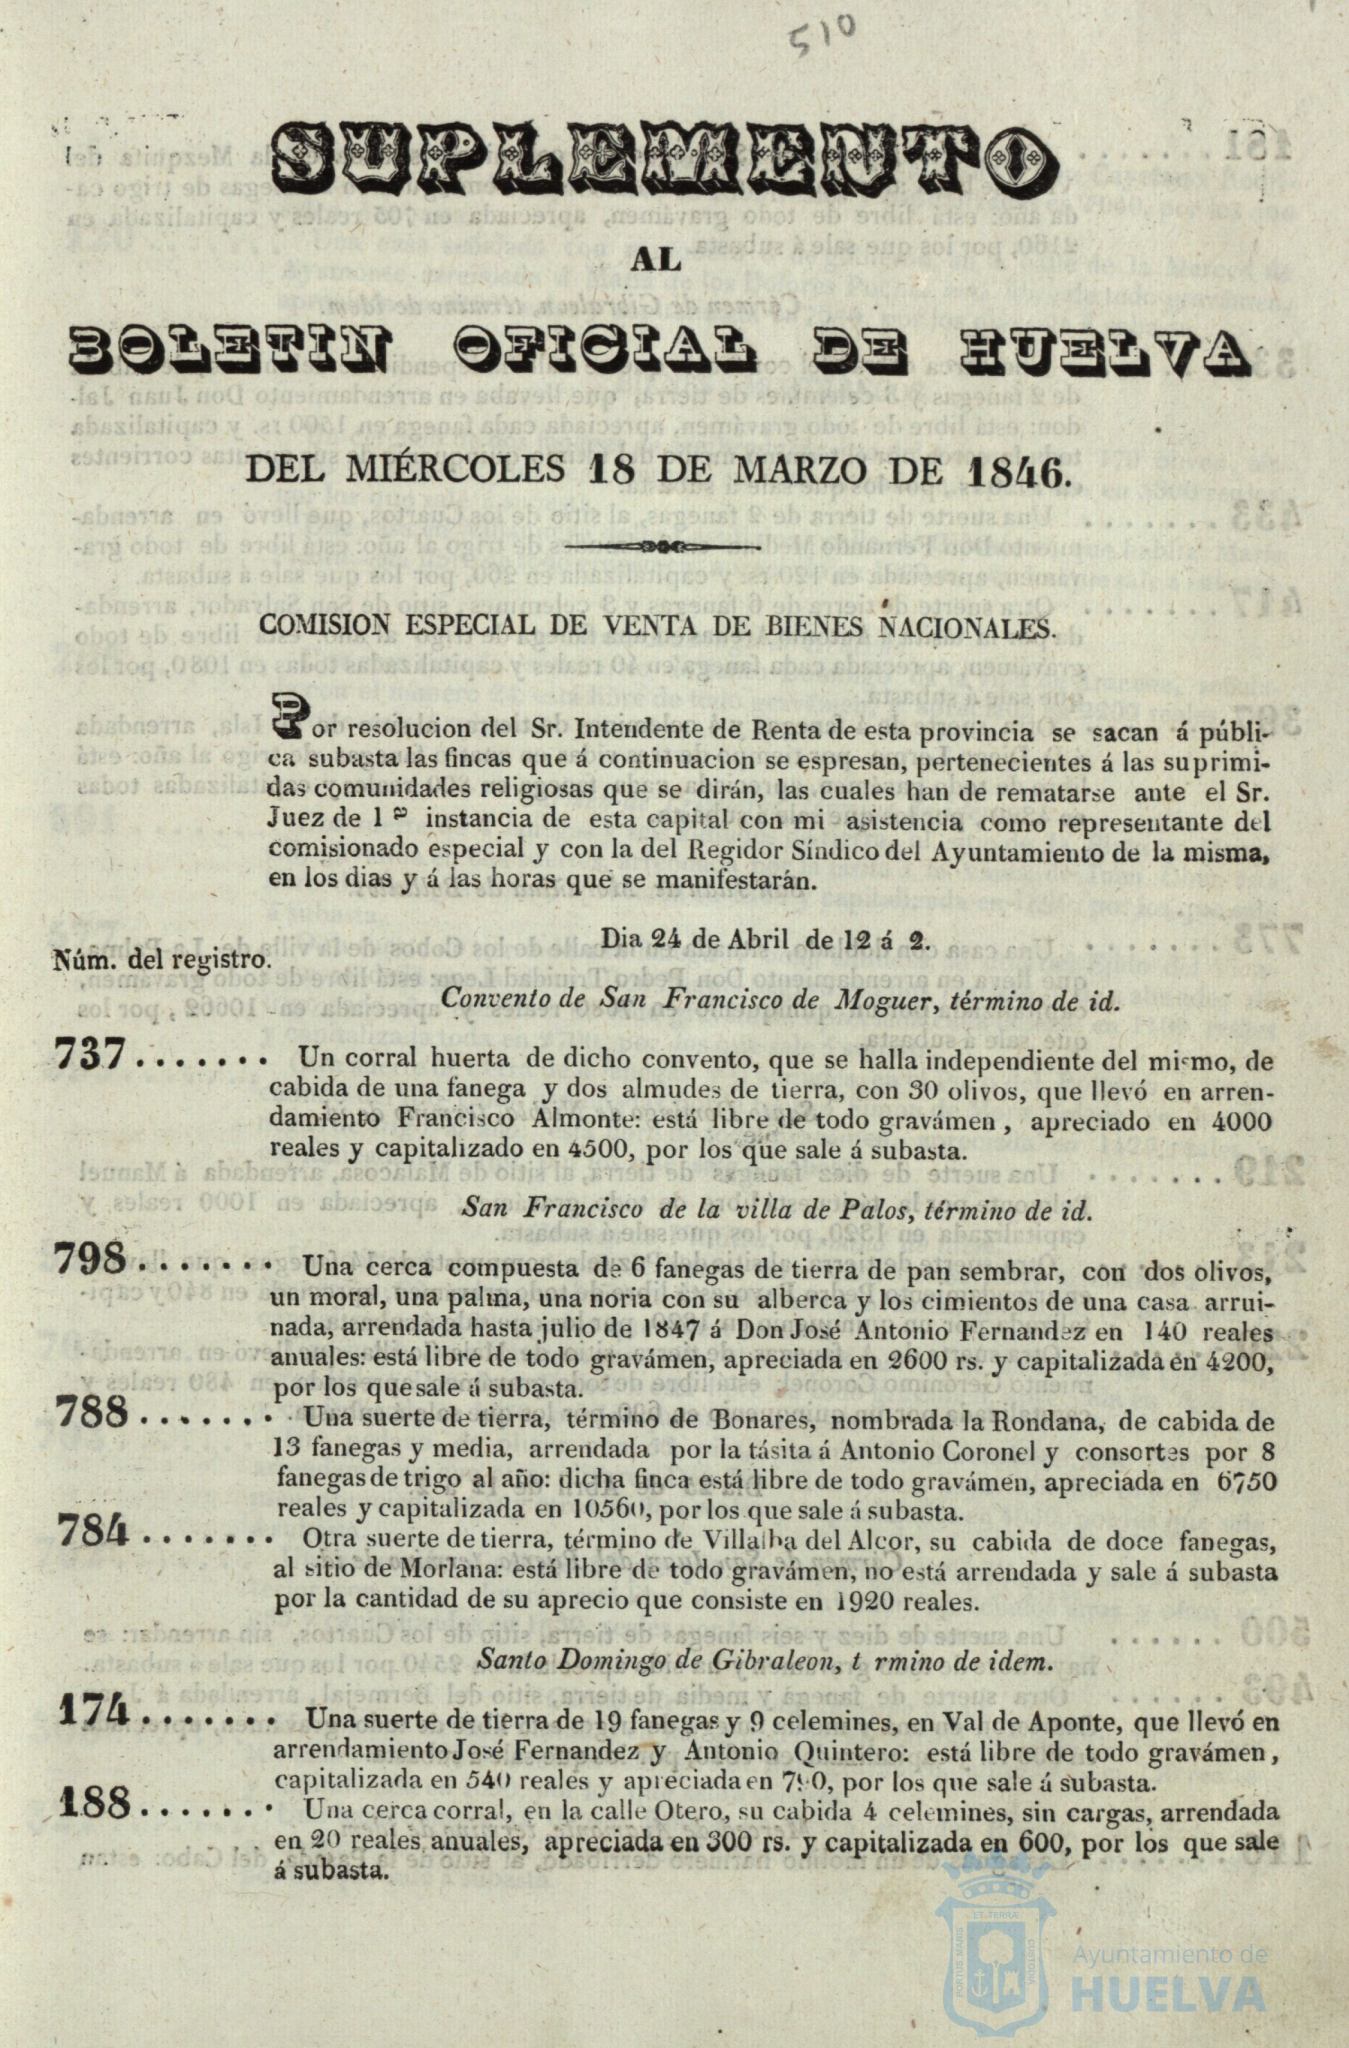 510
SUPLEMENTO
AL
BOLETIN OFICIAL DE HUELVA
DEL MIÉRCOLES 18 DE MARZO DE 1846.
COMISION ESPECIAL DE VENTA DE BIENES NACIONALES.
Por resolucion del Sr. Intendente de Renta de esta provincia se sacan á públi-
ca subasta las fincas que á continuacion se espresan, pertenecientes á las suprimi-
das comunidades religiosas que se dirán, las cuales han de rematarse ante el Sr.
Juez de 1ª instancia de esta capital con mi asistencia como representante del
comisionado especial y con la del Regidor Síndico del Ayuntamiento de la misma,
en los dias y á las horas que se manifestarán.
Dia 24 de Abril de 12 á 2.
Núm. del registro.
Convento de San Francisco de Moguer, término de id.
737....... Un corral huerta de dicho convento, que se halla independiente del mismo, de
cabida de una fanega y dos almudes de tierra, con 30 olivos, que llevó en arren-
damiento Francisco Almonte: está libre de todo gravámen, apreciado en 4000
reales y capitalizado en 4500, por los que sale á subasta.
San Francisco de la villa de Palos, término de id.
798....... Una cerca compuesta de 6 fanegas de tierra de pan sembrar, con dos olivos,
un moral, una palma, una noria con su alberca y los cimientos de una casa arrui-
nada, arrendada hasta julio de 1847 á Don José Antonio Fernandez en 140 reales
anuales: está libre de todo gravámen, apreciada en 2600 rs. y capitalizada en 4200,
por los que sale á subasta.
788....... Una suerte de tierra, término de Bonares, nombrada la Rondana, de cabida de
13 fanegas y media, arrendada por la tásita á Antonio Coronel y consortes por 8
fanegas de trigo al año: dicha finca está libre de todo gravámen, apreciada en 6750
reales y capitalizada en 10560, por los que sale á subasta.
784....... Otra suerte de tierra, término de Villalba del Alcor, su cabida de doce fanegas,
al sitio de Morlana: está libre de todo gravámen, no está arrendada y sale á subasta
por la cantidad de su aprecio que consiste en 1920 reales.
Santo Domingo de Gibraleon, t rmino de idem.
174....... Una suerte de tierra de 19 fanegas y 9 celemines, en Val de Aponte, que llevó en
arrendamiento José Fernandez y Antonio Quintero: está libre de todo gravámen,
capitalizada en 540 reales y apreciada en 790, por los que sale á subasta.
188....... Una cerca corral, en la calle Otero, su cabida 4 celemines, sin cargas, arrendada
en 20 reales anuales, apreciada en 300 rs. y capitalizada en 600, por los que sale
á subasta.
ET TERRÆ
PORTUS MARIS
CUSTODIA
Ayuntamiento de
HUELVA